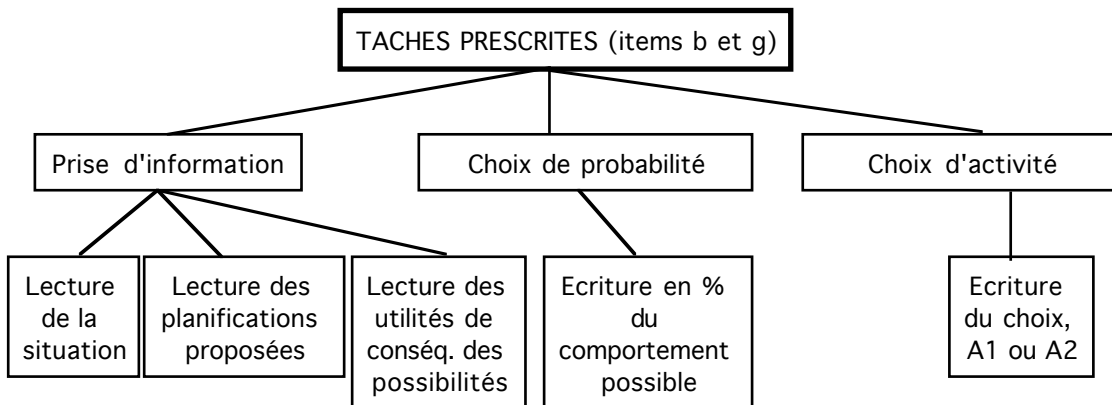 TACHES PRESCRITES (items b et g)
Prise d'information
Choix de probabilité
Choix d'activité
Lecture
de la
situation
Lecture des
planifications
proposées
Lecture des
utilités de
conséq. des
possibilités
Ecriture en %
du
comportement
possible
Ecriture
du choix,
A1 ou A2